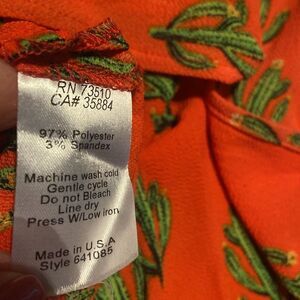 RN 73510
CA# 35884
97% Polyester
3% Spandex
Machine wash cold
Gentle cycle
Do not Bleach
Line dry
Press W/Low iron
Made in U.S.A
Style 641085